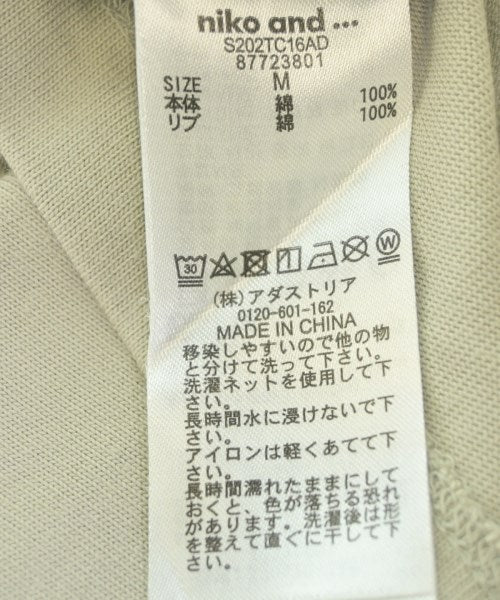 niko and ...
S202TC16AD
87723801
SIZE M
本体 綿 100%
リブ 綿 100%
30 W
(株)アダストリア
0120-601-162
MADE IN CHINA
移染しやすいので他の物
と分けて洗って下さい。
洗濯ネットを使用して下
さい。
長時間水に浸けないで下
さい。
アイロンは軽くあてて下
さい。
長時間濡れたままにして
おくと、色が落ちる恐れ
があります。洗濯後は形
を整えて直ぐに干して下
さい。